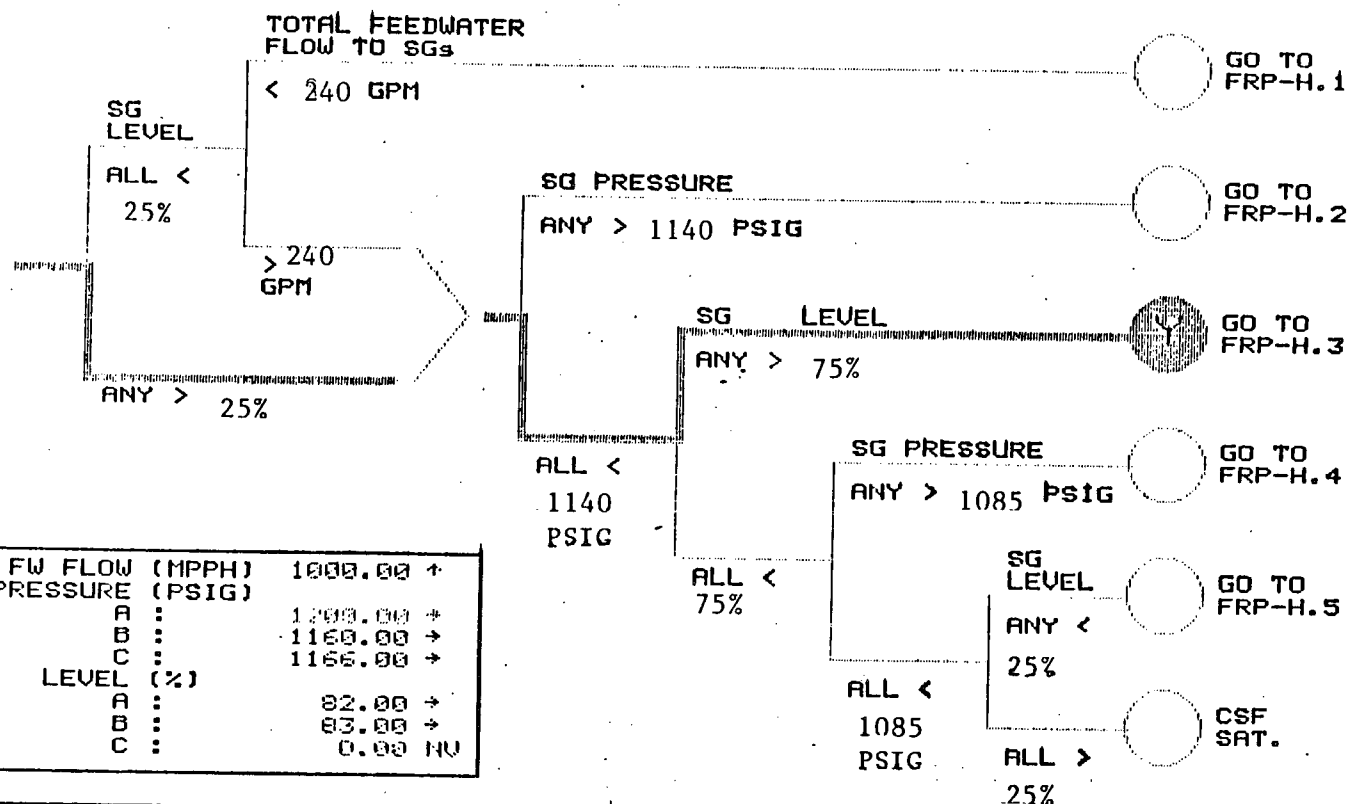 TOTAL FEEDWATER
FLOW TO SGs
< 240 GPM
GO TO
FRP-H.1
SG
LEVEL
ALL <
25%
> 240
GPM
ANY > 25%
SG PRESSURE
ANY > 1140 PSIG
GO TO
FRP-H.2
ALL <
1140
PSIG
SG LEVEL
ANY > 75%
Y
GO TO
FRP-H.3
ALL <
75%
SG PRESSURE
ANY > 1085 PSIG
GO TO
FRP-H.4
ALL <
1085
PSIG
SG
LEVEL
ANY <
25%
GO TO
FRP-H.5
ALL >
25%
CSF
SAT.
FW FLOW (MPPH) 1000.00 ↑
PRESSURE (PSIG)
A : →
B : 1160.00 →
C : 1166.00 →
LEVEL (%)
A : 82.00 →
B : 83.00 →
C : 0.00 NV